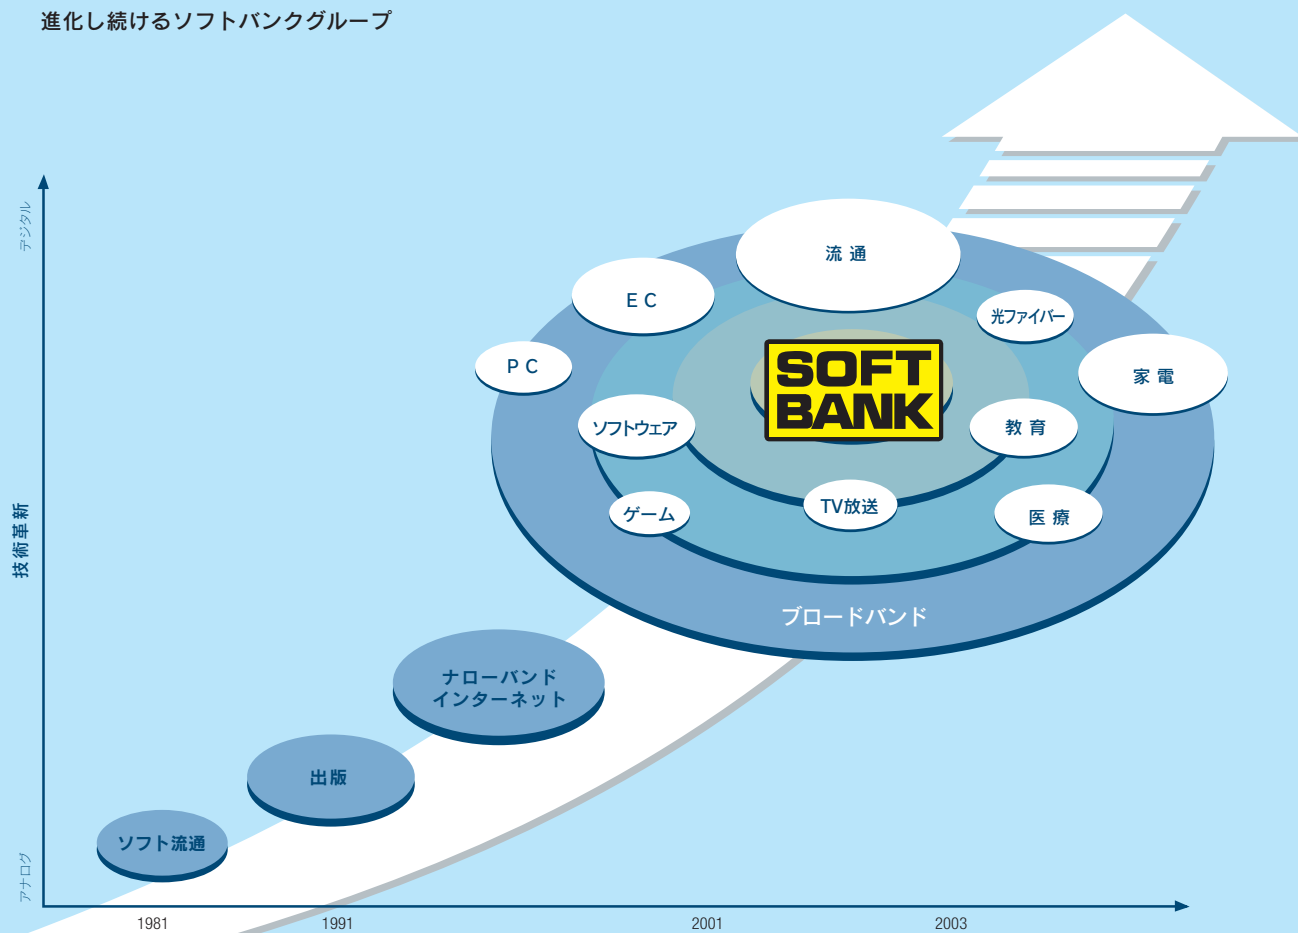 進化し続けるソフトバンクグループ
デジタル
技術革新
アナログ
流通
EC
光ファイバー
PC
家電
SOFT
BANK
ソフトウェア
教育
TV放送
ゲーム
医療
ブロードバンド
ナローバンド
インターネット
出版
ソフト流通
1981
1991
2001
2003